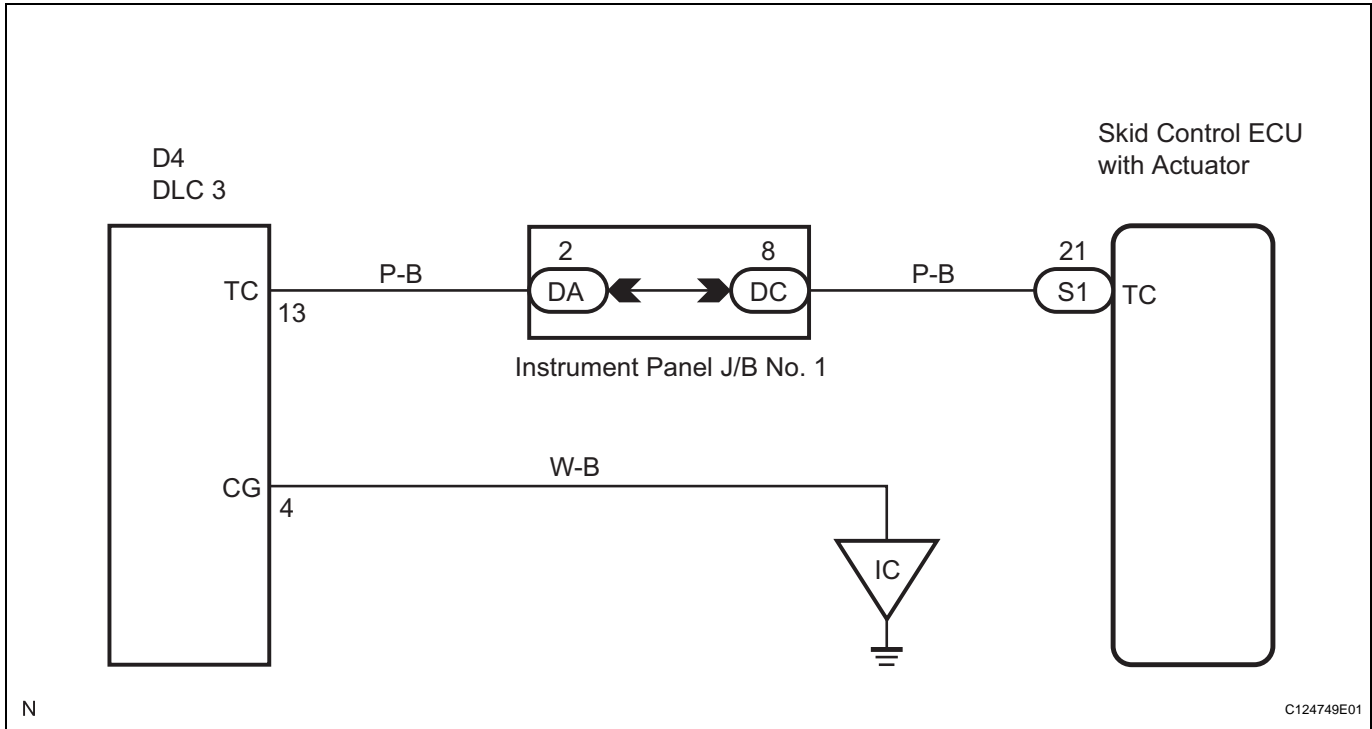 D4
DLC 3
Skid Control ECU
with Actuator
2
8
21
TC
P-B
DA
DC
P-B
S1
TC
13
Instrument Panel J/B No. 1
W-B
CG
4
IC
N
C124749E01